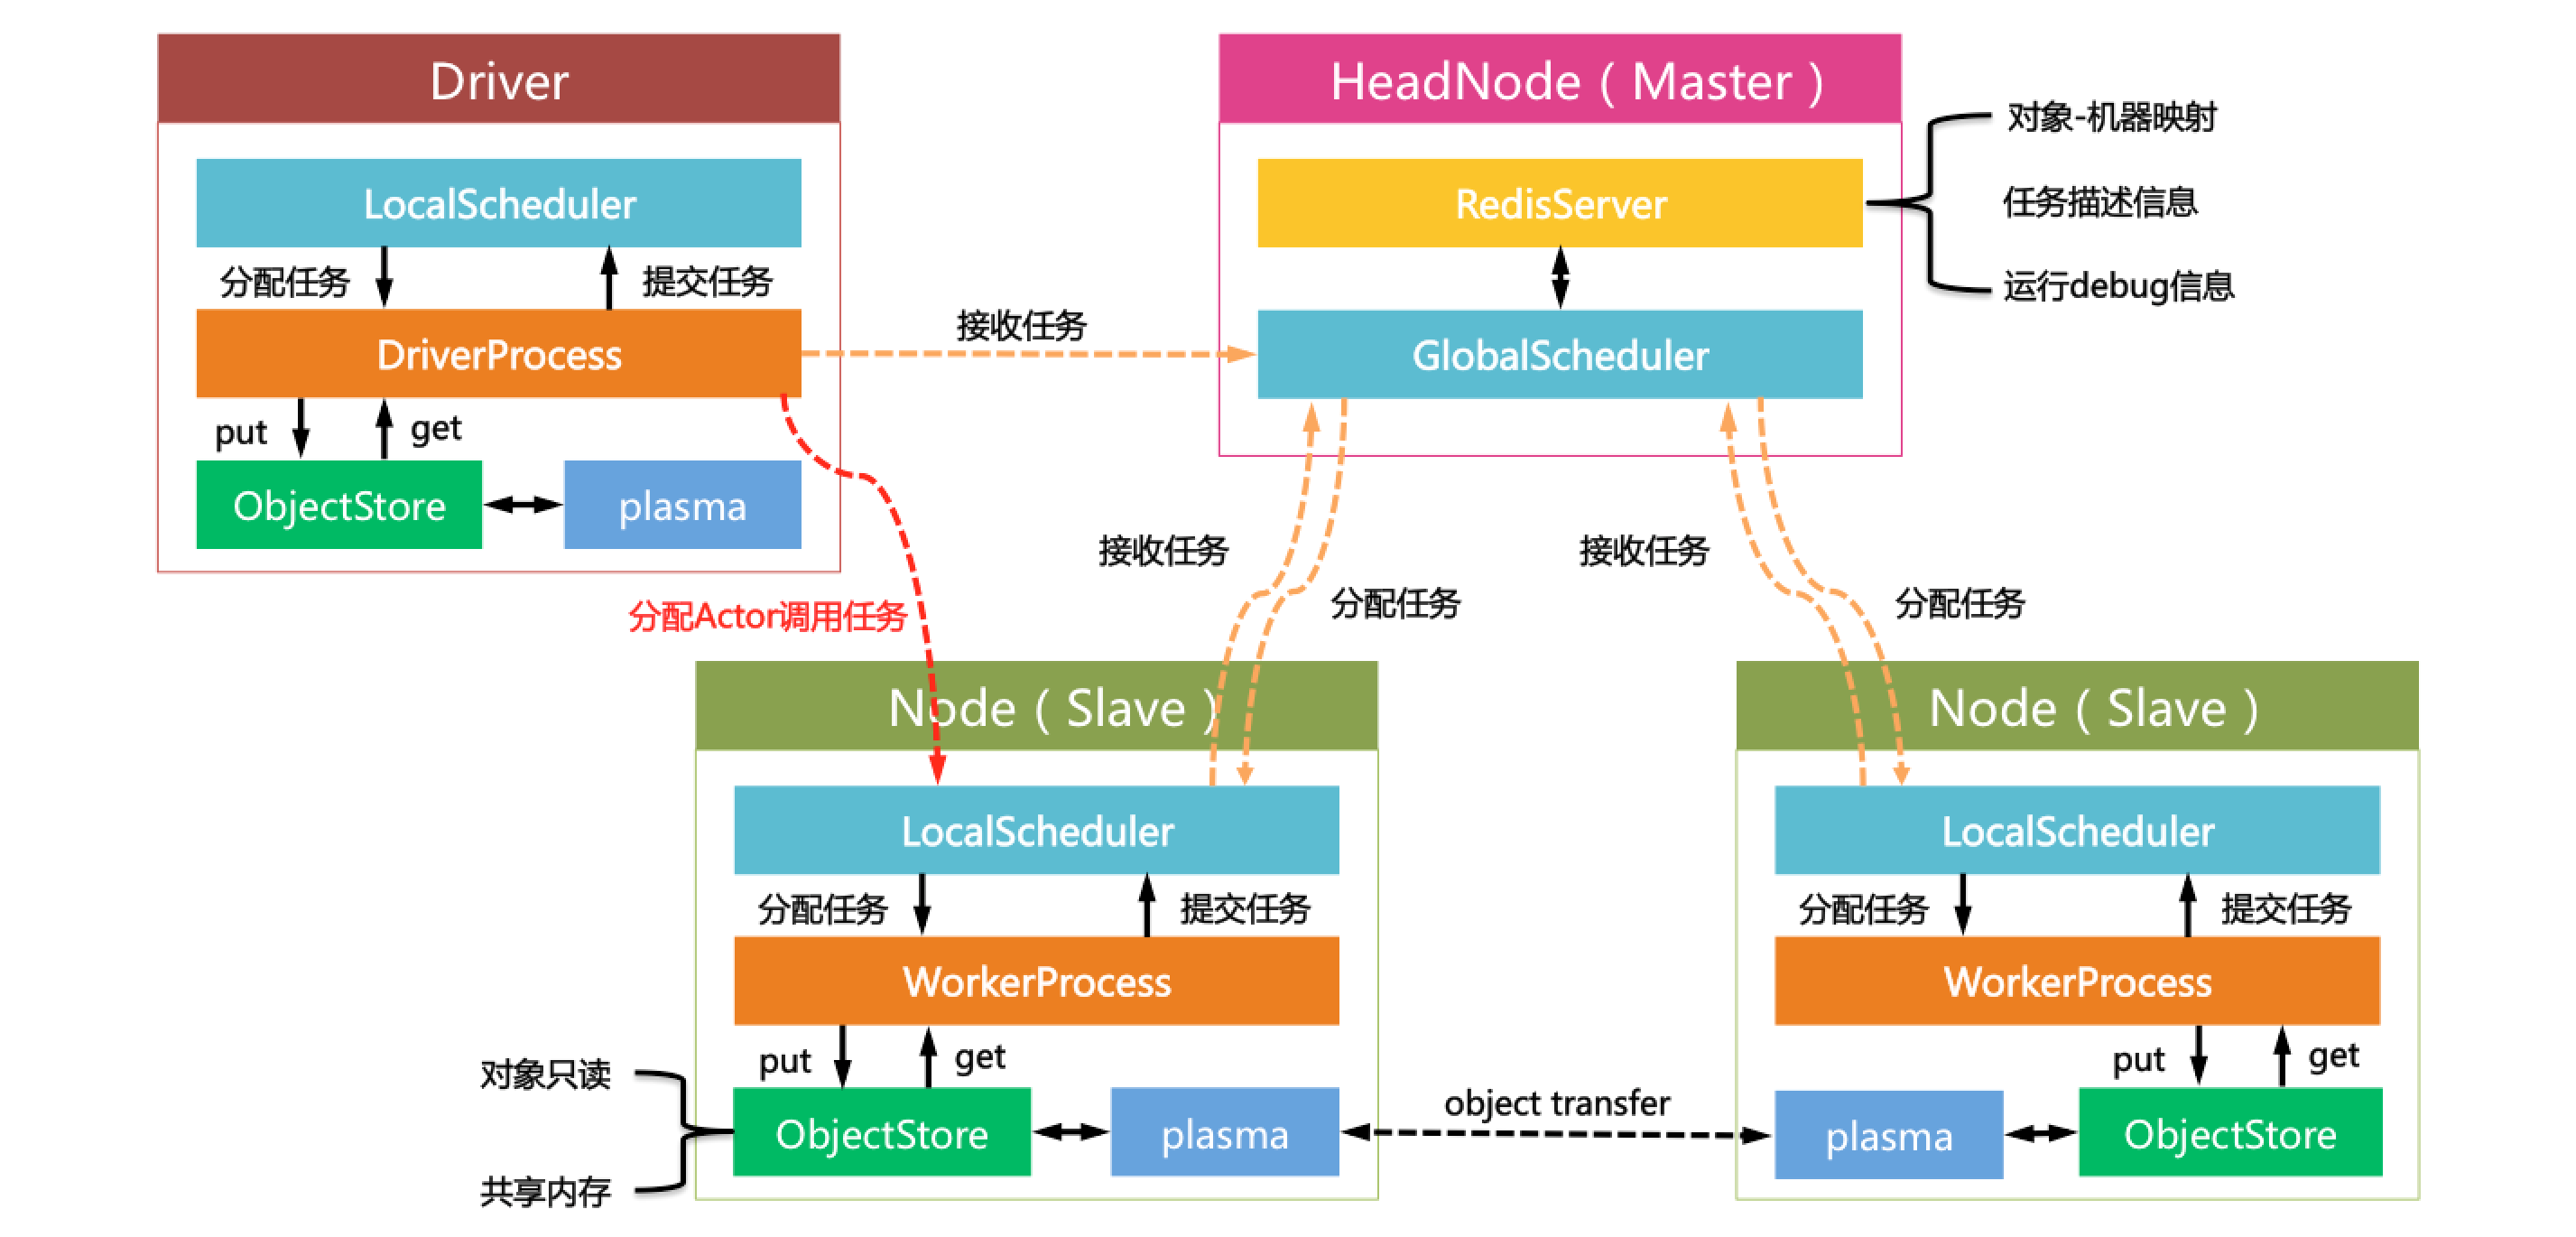 Driver
LocalScheduler
分配任务
提交任务
DriverProcess
put
get
ObjectStore
plasma
接收任务
HeadNode（Master）
RedisServer
GlobalScheduler
对象-机器映射
任务描述信息
运行debug信息
分配Actor调用任务
接收任务
分配任务
接收任务
分配任务
Node（Slave）
LocalScheduler
分配任务
提交任务
WorkerProcess
put
get
ObjectStore
plasma
对象只读
共享内存
object transfer
Node（Slave）
LocalScheduler
分配任务
提交任务
WorkerProcess
put
get
plasma
ObjectStore